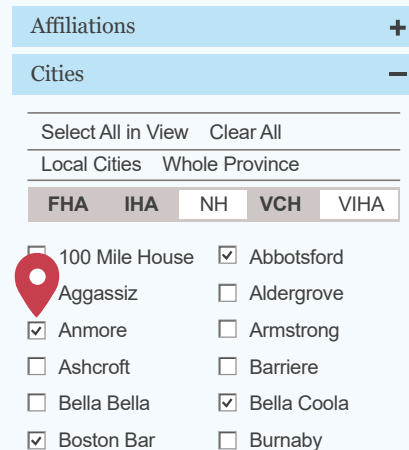 Affiliations
Cities
Select All in View Clear All
Local Cities Whole Province
FHA IHA NH VCH VIHA
100 Mile House Abbotsford
Aggassiz Aldergrove
Anmore Armstrong
Ashcroft Barriere
Bella Bella Bella Coola
Boston Bar Burnaby